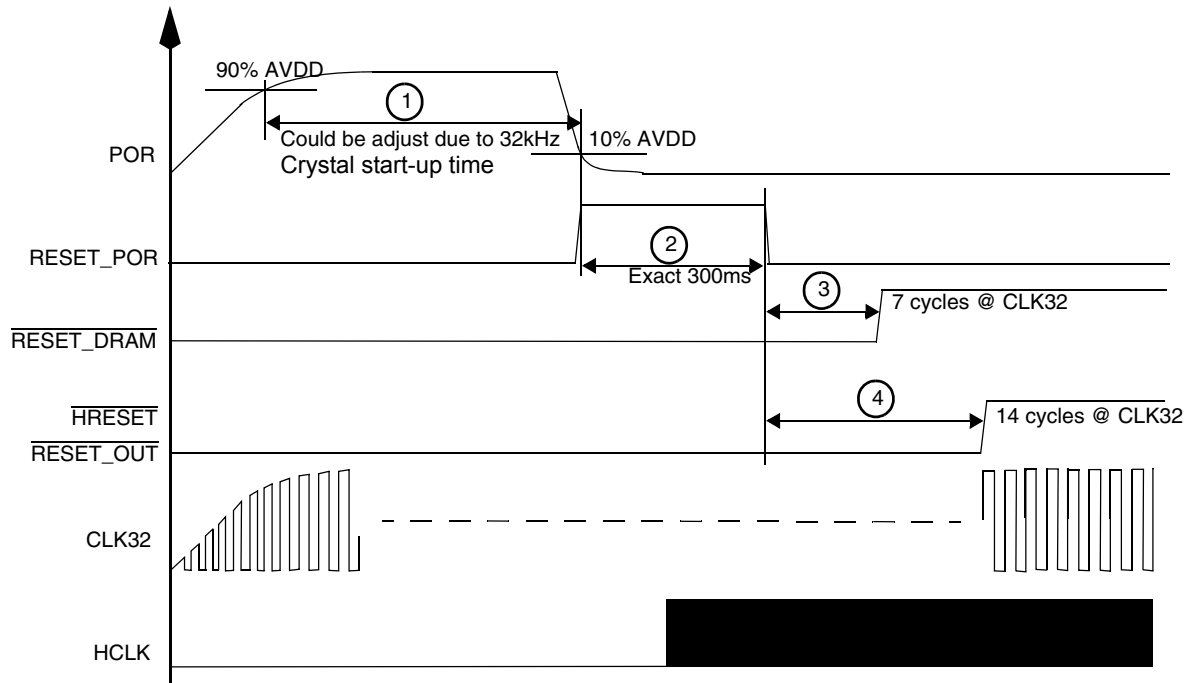 90% AVDD
1
Could be adjust due to 32kHz
Crystal start-up time
10% AVDD
POR
RESET_POR
2
Exact 300ms
3
7 cycles @ CLK32
RESET_DRAM
4
HRESET
14 cycles @ CLK32
RESET_OUT
CLK32
HCLK